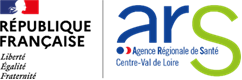 RÉPUBLIQUE
FRANÇAISE
Liberté
Égalité
Fraternité
ars
Agence Régionale de Santé
Centre-Val de Loire